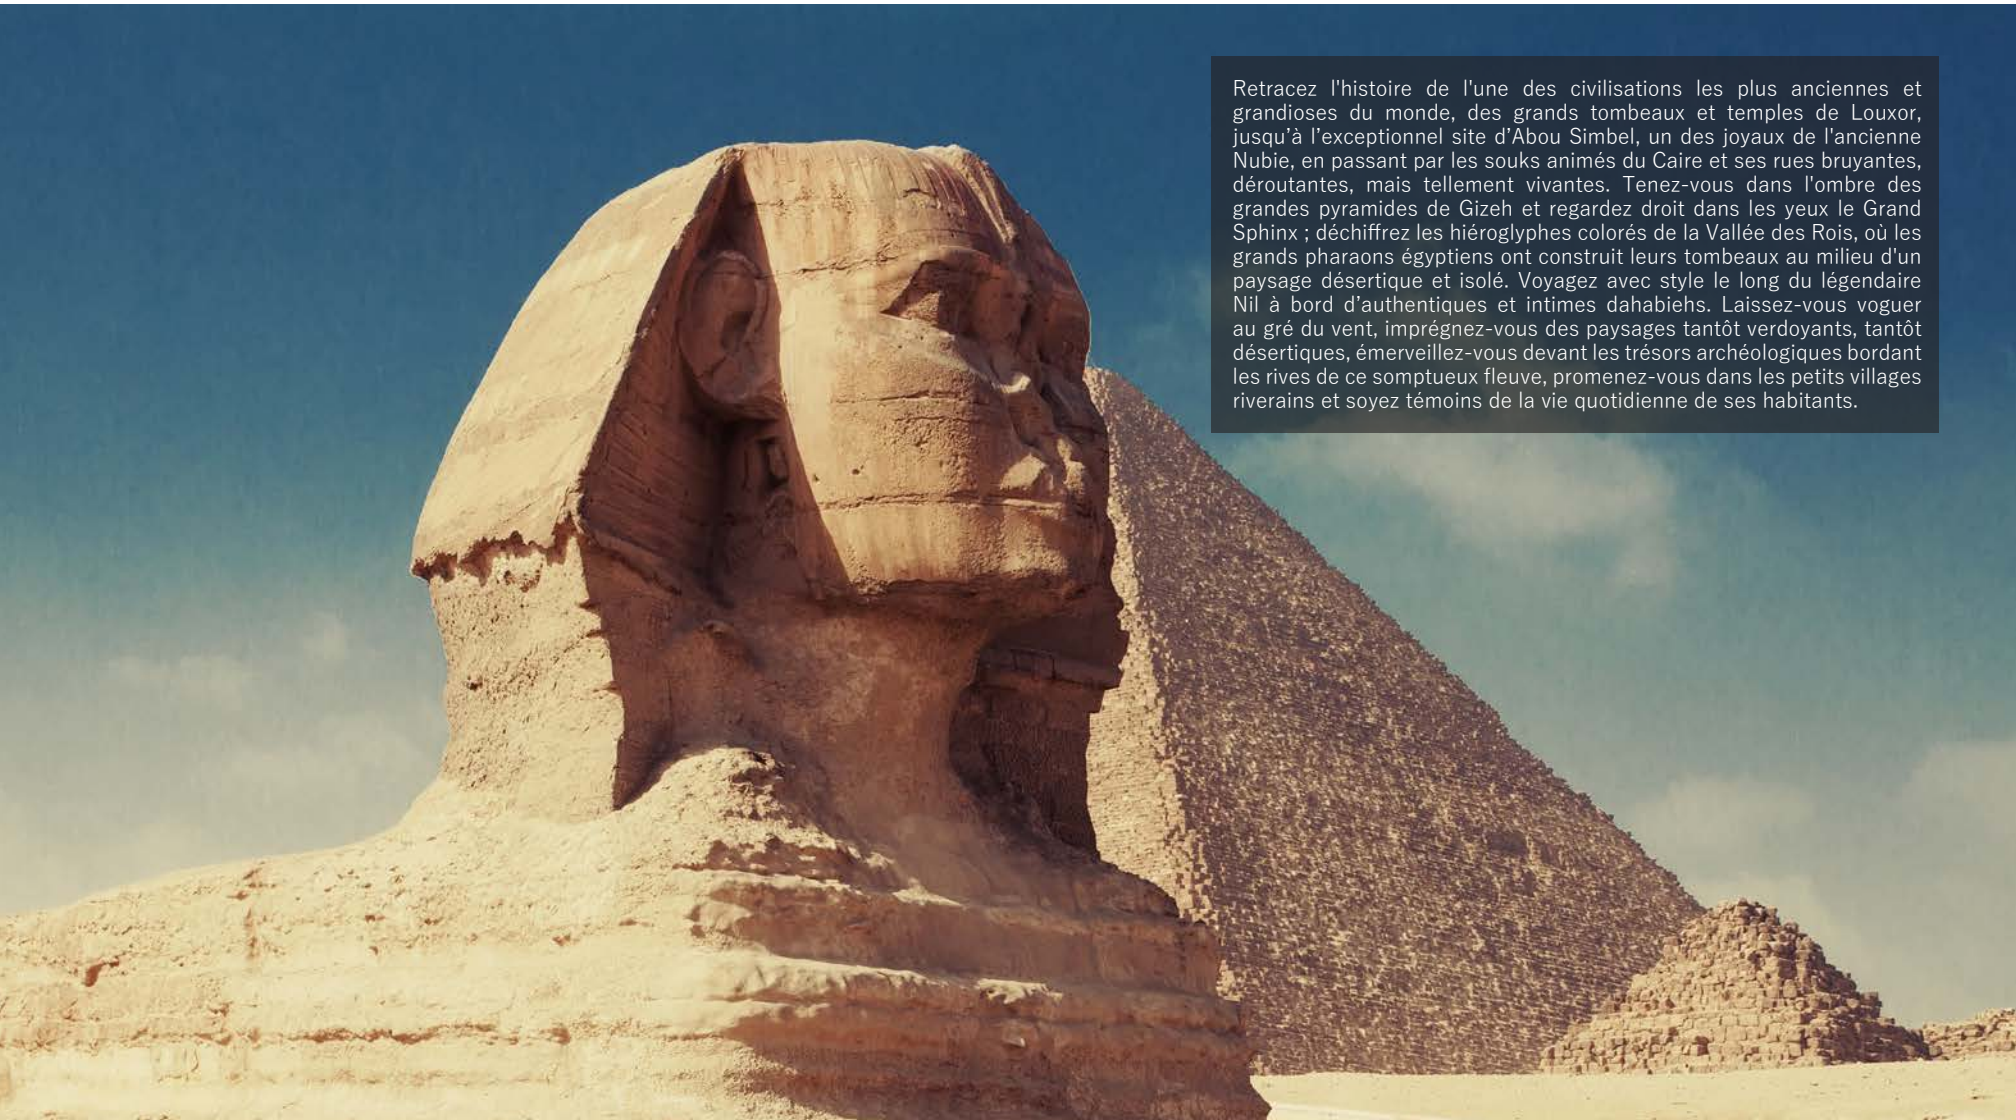 Retracez l'histoire de l'une des civilisations les plus anciennes et
grandioses du monde, des grands tombeaux et temples de Louxor,
jusqu’à l’exceptionnel site d’Abou Simbel, un des joyaux de l'ancienne
Nubie, en passant par les souks animés du Caire et ses rues bruyantes,
déroutantes, mais tellement vivantes. Tenez-vous dans l'ombre des
grandes pyramides de Gizeh et regardez droit dans les yeux le Grand
Sphinx ; déchiffrez les hiéroglyphes colorés de la Vallée des Rois, où les
grands pharaons égyptiens ont construit leurs tombeaux au milieu d'un
paysage désertique et isolé. Voyagez avec style le long du légendaire
Nil à bord d’authentiques et intimes dahabiehs. Laissez-vous voguer
au gré du vent, imprégnez-vous des paysages tantôt verdoyants, tantôt
désertiques, émerveillez-vous devant les trésors archéologiques bordant
les rives de ce somptueux fleuve, promenez-vous dans les petits villages
riverains et soyez témoins de la vie quotidienne de ses habitants.